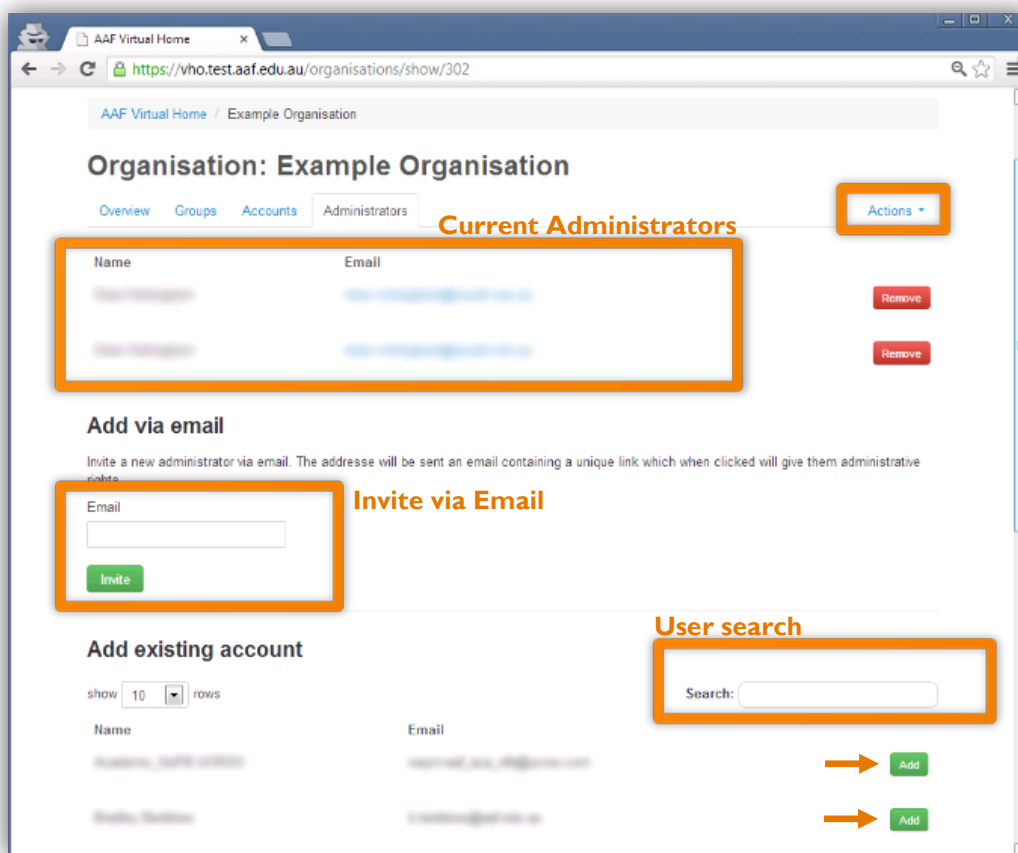 AAF Virtual Home
https://vho.test.aaf.edu.au/organisations/show/302
AAF Virtual Home / Example Organisation
Organisation: Example Organisation
Overview Groups Accounts Administrators Actions
Current Administrators
Name Email
Remove
Remove
Add via email
Invite a new administrator via email. The addresse will be sent an email containing a unique link which when clicked will give them administrative
rights
Invite via Email
Email
Invite
User search
Add existing account
show 10 rows Search:
Name Email
Add
Add